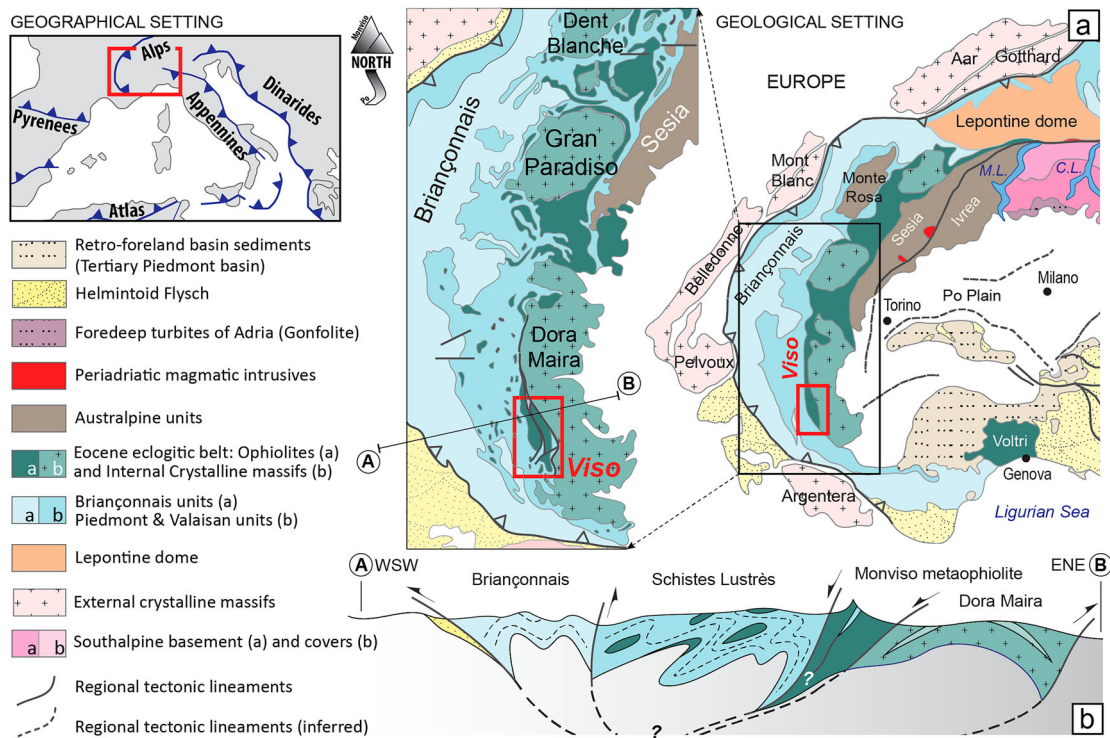 GEOGRAPHICAL SETTING
Alps
Pyrenees
Appennines
Dinarides
Atlas
Monviso
NORTH
Po
Retro-foreland basin sediments
(Tertiary Piedmont basin)
Helmintoid Flysch
Foredeep turbites of Adria (Gonfolite)
Periadriatic magmatic intrusives
Australpine units
a b
Eocene eclogitic belt: Ophiolites (a)
and Internal Crystalline massifs (b)
a b
Briançonnais units (a)
Piedmont & Valaisan units (b)
Lepontine dome
External crystalline massifs
a b
Southalpine basement (a) and covers (b)
Regional tectonic lineaments
Regional tectonic lineaments (inferred)
Dent
Blanche
Briançonnais
Gran
Paradiso
Sesia
Dora
Maira
A
B
Viso
GEOLOGICAL SETTING
a
EUROPE
Aar
Gotthard
Lepontine dome
Mont
Blanc
Monte
Rosa
M.L.
C.L.
Belledonne
Briançonnais
Sesia
Ivrea
Milano
Po Plain
Torino
Pelvoux
Viso
Voltri
Genova
Argentera
Ligurian Sea
A WSW
Briançonnais
Schistes Lustrès
Monviso metaophiolite
Dora Maira
ENE B
?
?
b